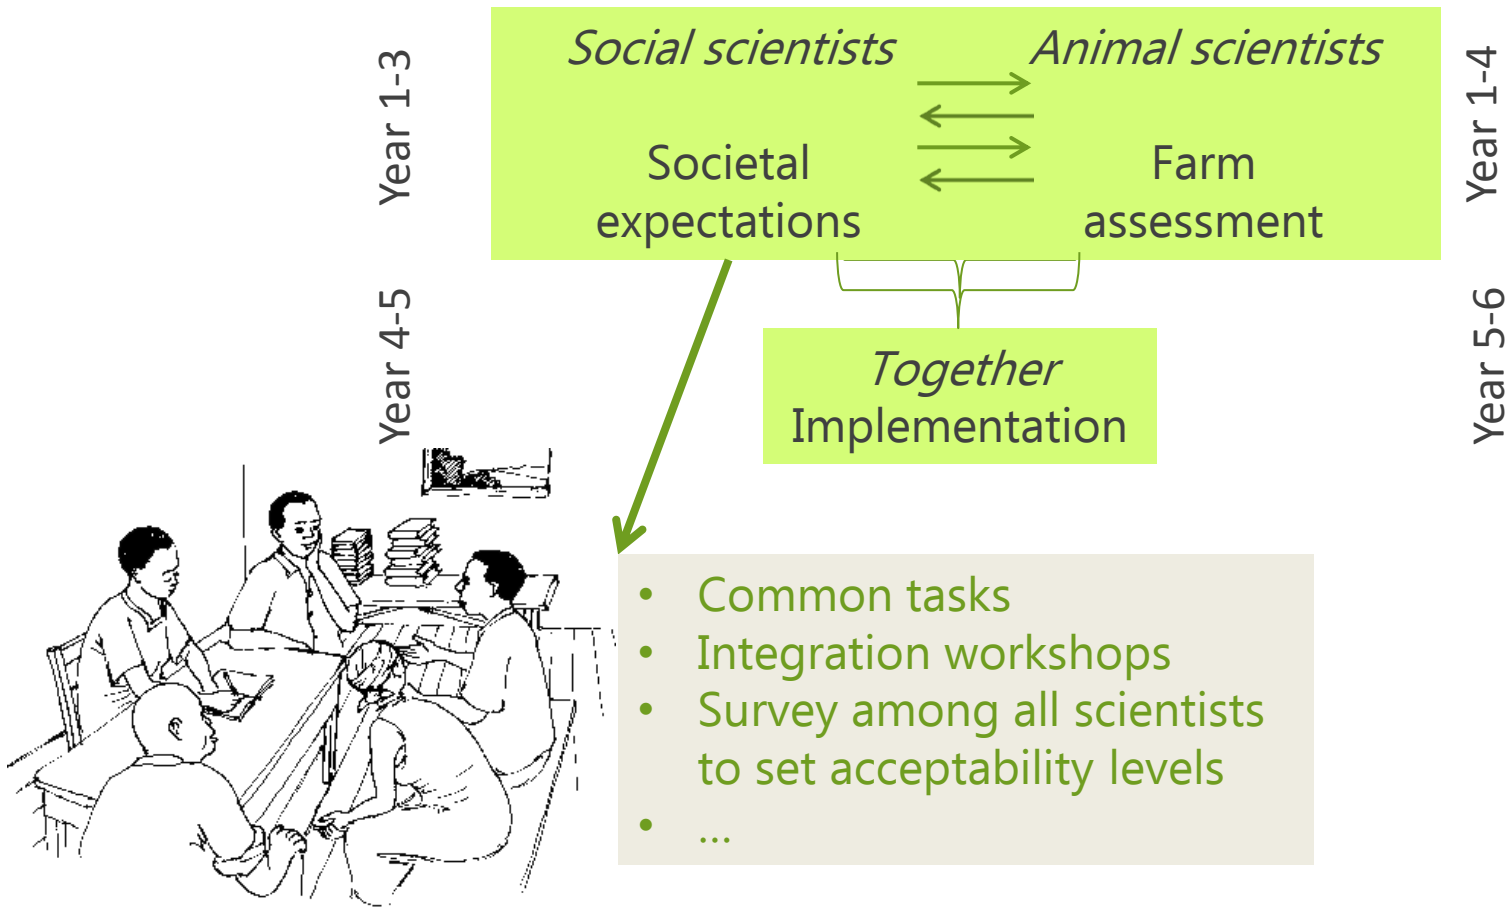 Year 1-3
Social scientists
Animal scientists
Year 1-4
Societal
expectations
Farm
assessment
Year 4-5
Together
Implementation
Year 5-6
• Common tasks
• Integration workshops
• Survey among all scientists
to set acceptability levels
• ...